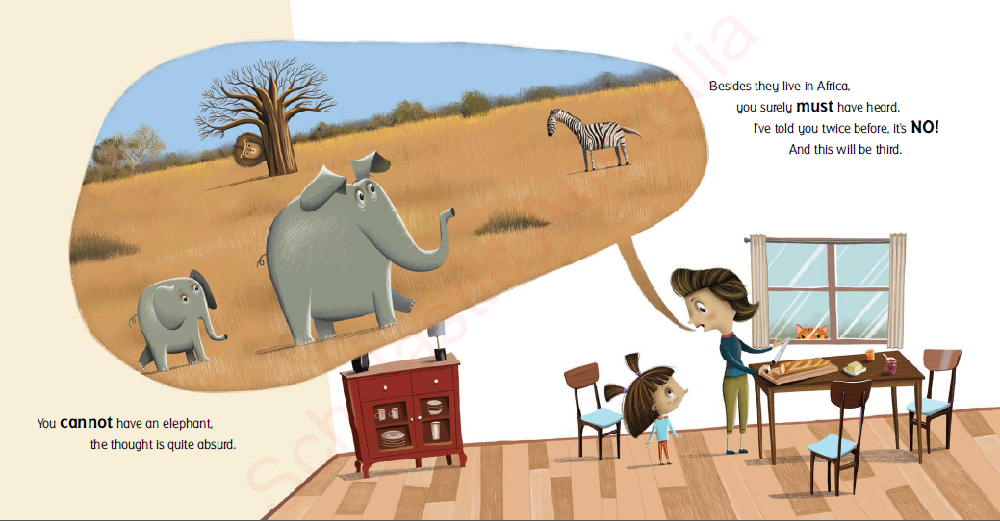 You cannot have an elephant,
the thought is quite absurd.
Besides they live in Africa,
you surely must have heard.
I've told you twice before, it's NO!
And this will be third.
Scholastic Australia